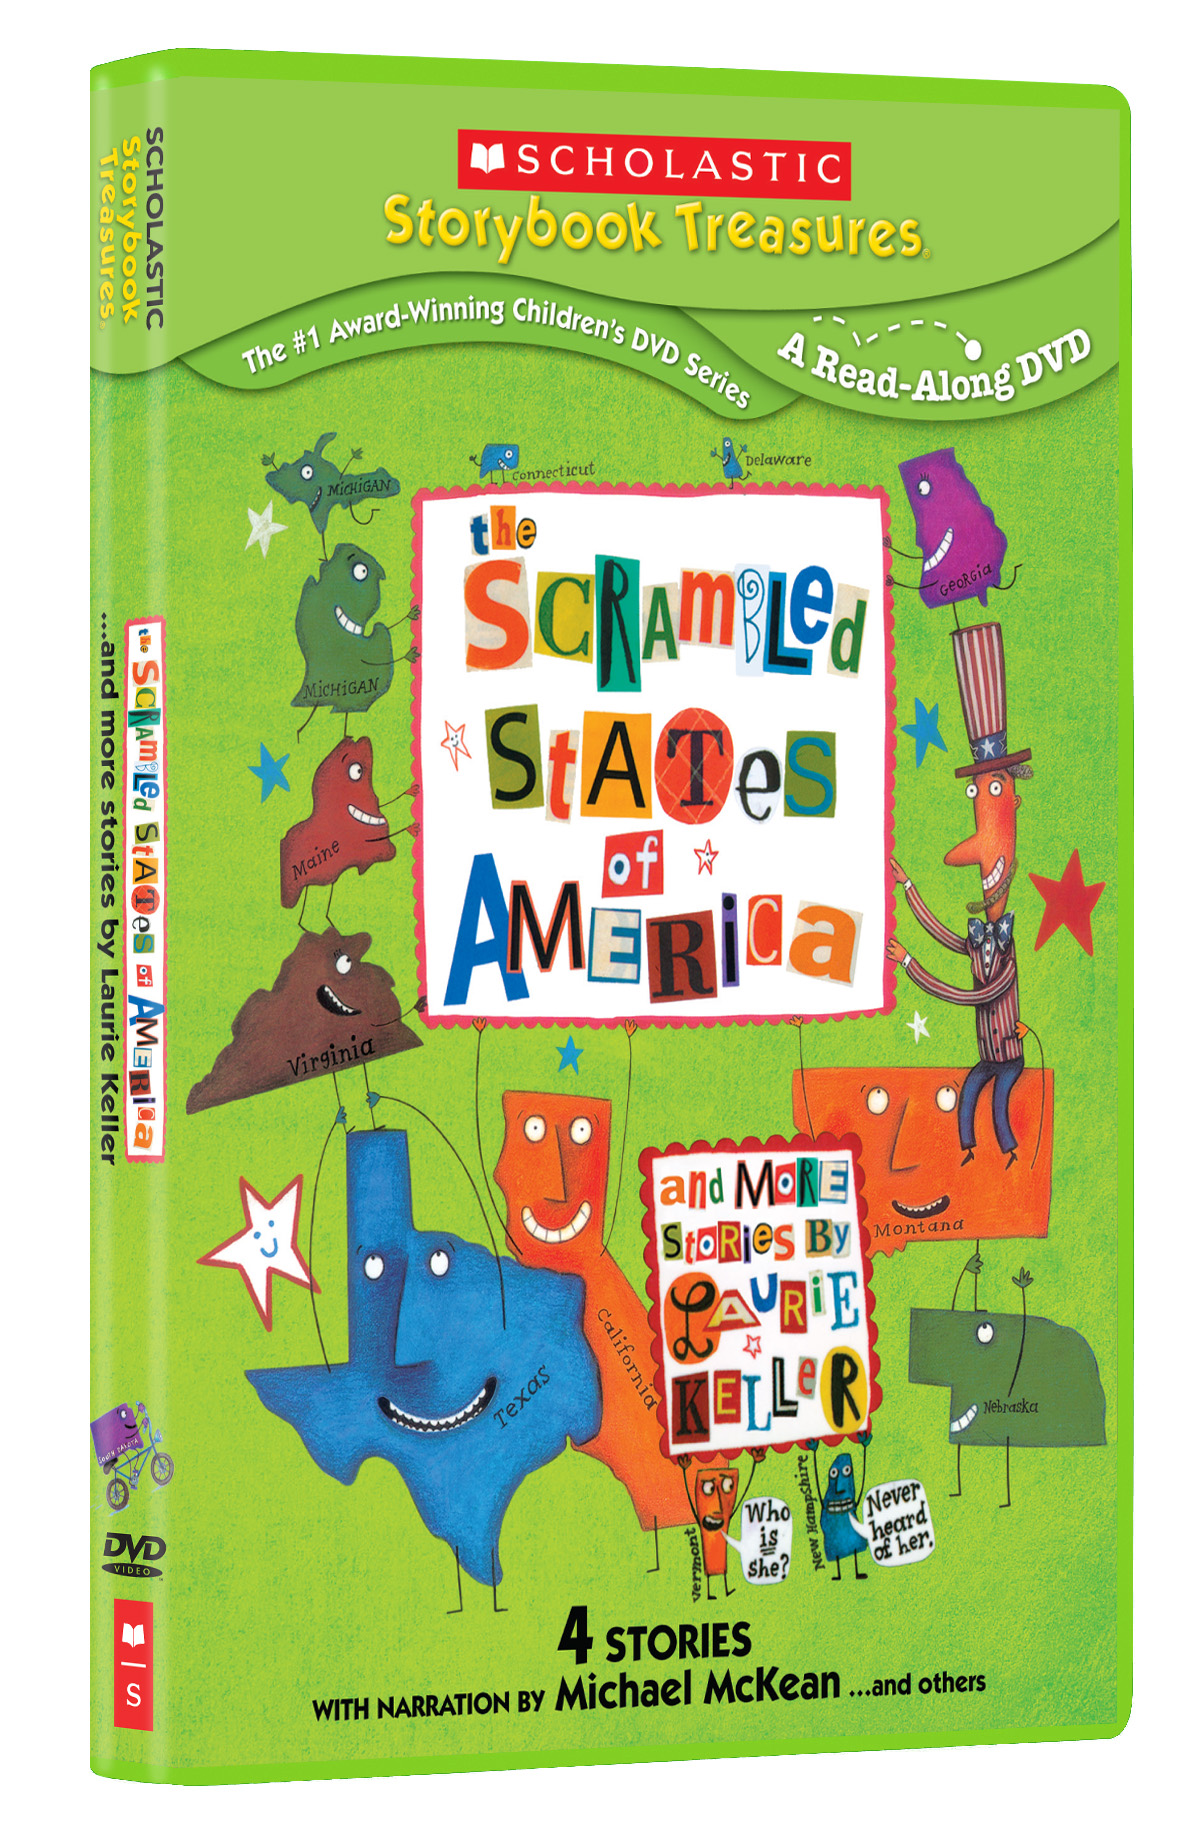 SCHOLASTIC
Storybook Treasures®
The #1 Award-Winning Children's DVD Series
A Read-Along DVD
MiCHiGAN
Connecticut
Delaware
GeORGia
the
SCRAMBLed
StATeS
of
AMERiCa
MiCHiGAN
Maine
Virginia
Texas
California
Montana
Nebraska
and MoRE
StoRieS By
LAURiE
KELLeR
Vermont
Who
is
she?
New Hampshire
Never
heard
of her.
4 STORIES
WITH NARRATION BY Michael McKean ...and others
SCHOLASTIC
Storybook
Treasures®
the SCRAMBLed StATeS of AMERiCa
...and more stories by Laurie Keller
SOUTH DAKOTA
DVD
VIDEO
S